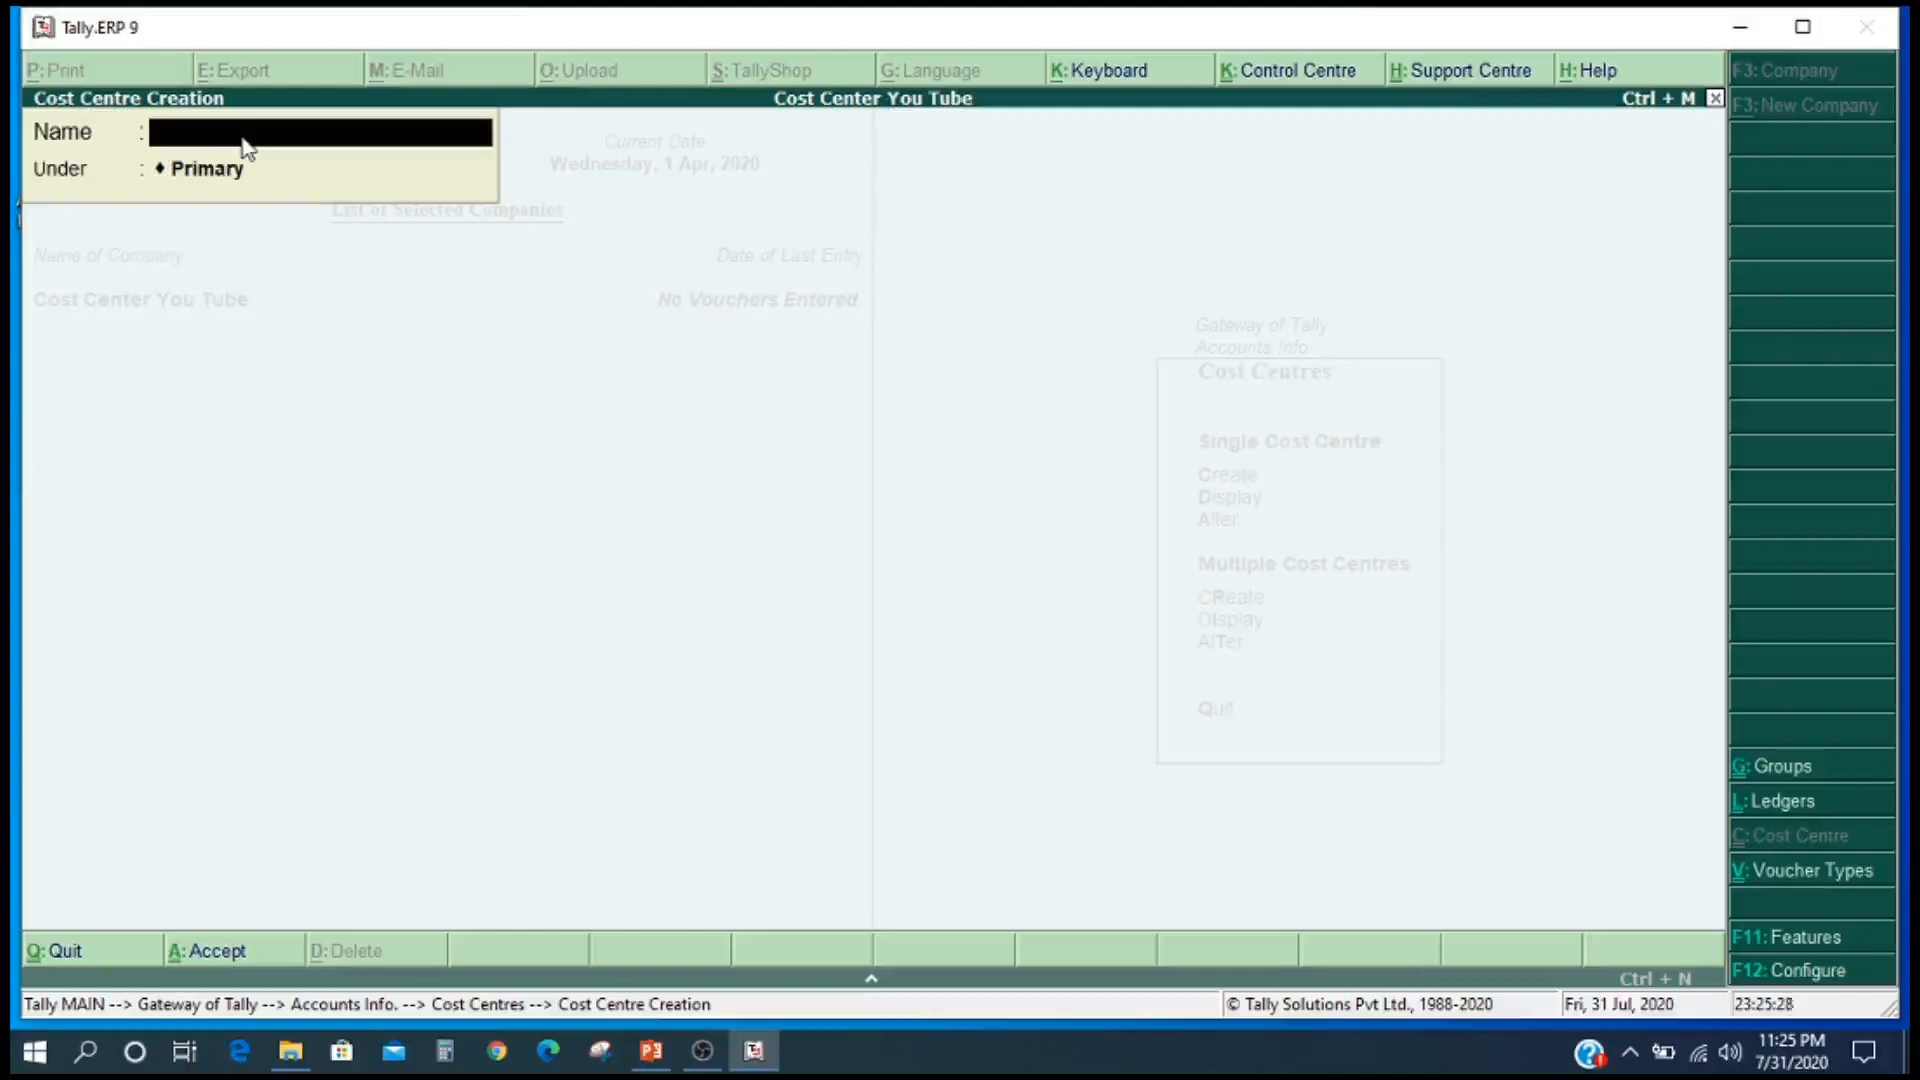 Tally.ERP 9
P: Print E: Export M: E-Mail O: Upload S: TallyShop G: Language K: Keyboard K: Control Centre H: Support Centre H: Help
F3: Company
F3: New Company
Cost Centre Creation Cost Center You Tube Ctrl + M
Name :
Under : ♦ Primary
Current Date
Wednesday, 1 Apr, 2020
List of Selected Companies
Name of Company Date of Last Entry
Cost Center You Tube No Vouchers Entered
Gateway of Tally
Accounts Info
Cost Centres
Single Cost Centre
Create
Display
Alter
Multiple Cost Centres
CReate
DIsplay
AlTer
Quit
G: Groups
L: Ledgers
C: Cost Centre
V: Voucher Types
F11: Features
F12: Configure
Q: Quit A: Accept D: Delete
Ctrl + N
Tally MAIN --> Gateway of Tally --> Accounts Info. --> Cost Centres --> Cost Centre Creation © Tally Solutions Pvt Ltd., 1988-2020 Fri, 31 Jul, 2020 23:25:28
11:25 PM
7/31/2020